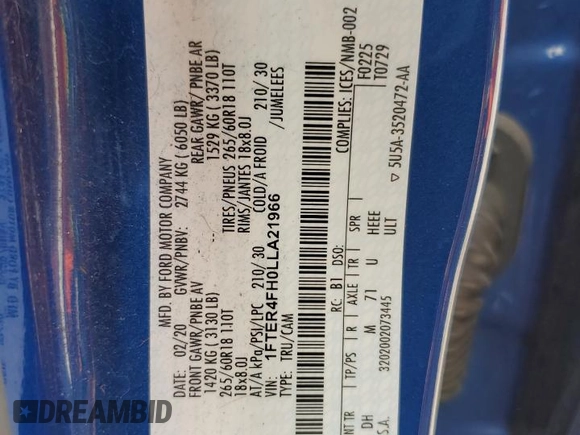 MFD. BY FORD MOTOR COMPANY
DATE: 02/20 GVWR/PNBV: 2744 KG ( 6050 LB)
FRONT GAWR/ PNBE AV REAR GAWR/ PNBE AR
1420 KG ( 3130 LB) 1529 KG ( 3370 LB)
265/60R18 110T TIRES/PNEUS 265/60R18 110T
18x8.0J RIMS/JANTES 18x8.0J
AT/A kPa/PSI/LPC 210/ 30 COLD/A FROID 210/ 30
VIN: 1FTER4FH0LLA21966 /JUMELEES
TYPE: TRU/CAM
COMPLIES: ICES/NMB-002
RC: B1 DSO: F0225
T0729
INT TR TP/PS R AXLE TR SPR
DH M 71 U HEEE
ULT
U.S.A. 3202002073445 ▽ 5U5A-3520472-AA
DREAMBID